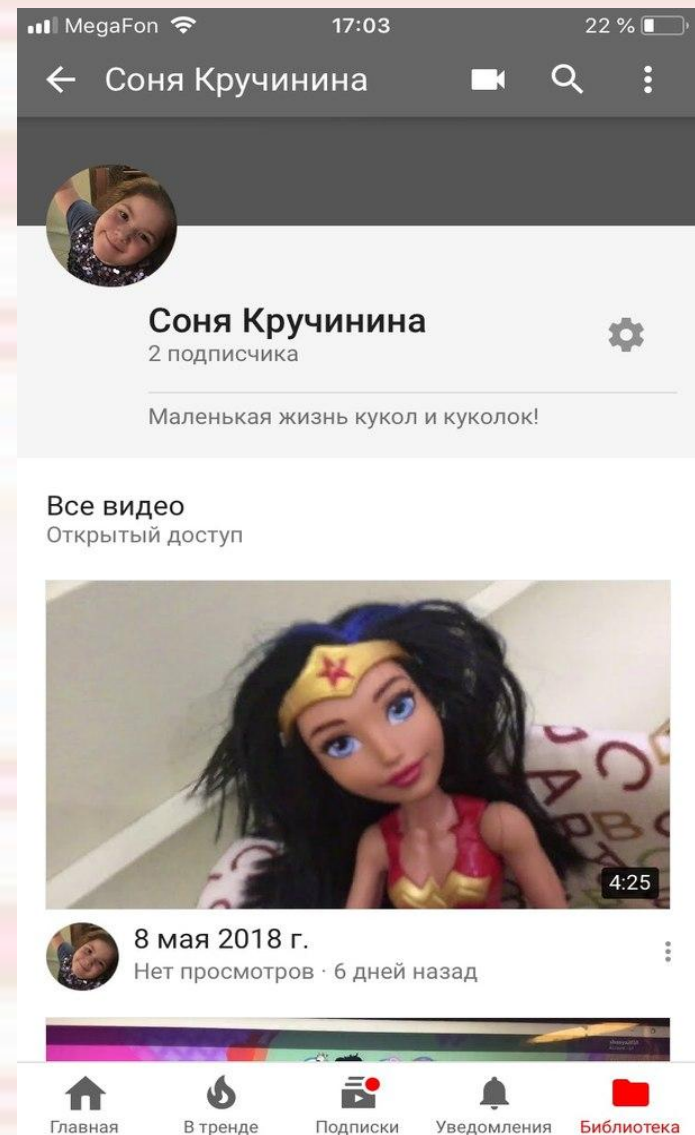 MegaFon 17:03 22 %
Соня Кручинина
Соня Кручинина
2 подписчика
Маленькая жизнь кукол и куколок!
Все видео
Открытый доступ
4:25
8 мая 2018 г.
Нет просмотров · 6 дней назад
Главная В тренде Подписки Уведомления Библиотека